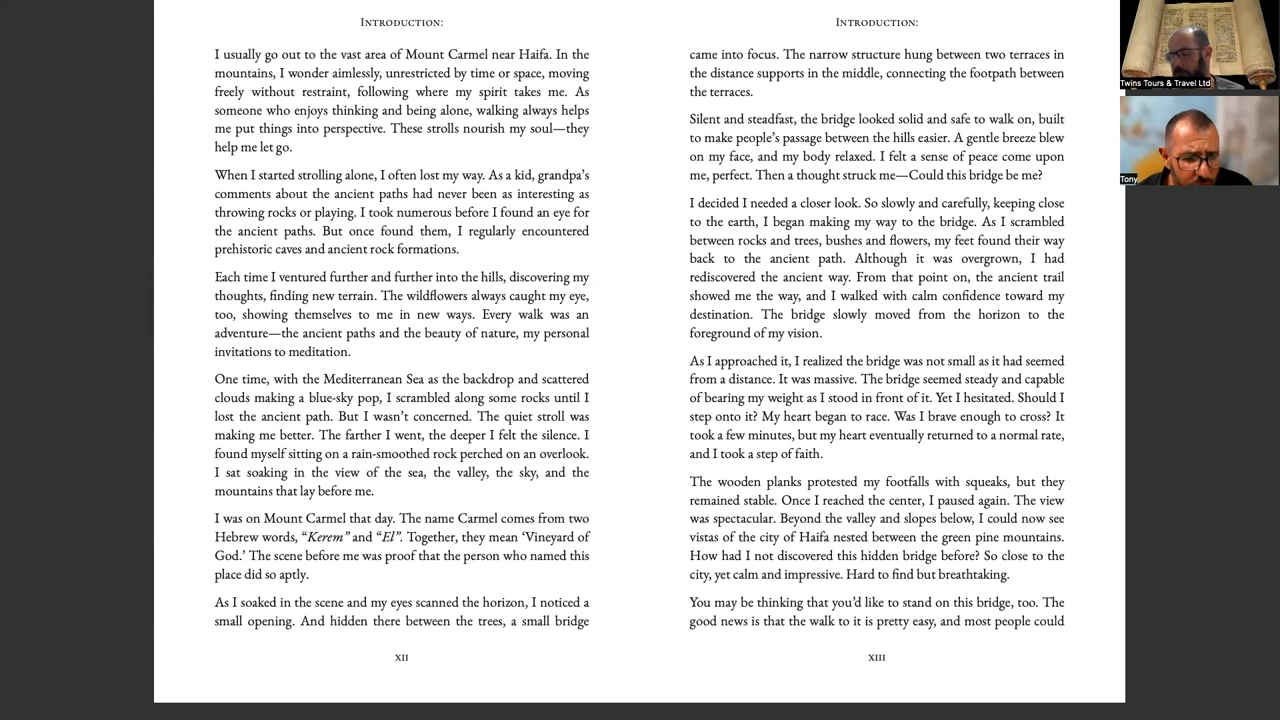 INTRODUCTION:
I usually go out to the vast area of Mount Carmel near Haifa. In the
mountains, I wonder aimlessly, unrestricted by time or space, moving
freely without restraint, following where my spirit takes me. As
someone who enjoys thinking and being alone, walking always helps
me put things into perspective. These strolls nourish my soul—they
help me let go.
When I started strolling alone, I often lost my way. As a kid, grandpa’s
comments about the ancient paths had never been as interesting as
throwing rocks or playing. I took numerous before I found an eye for
the ancient paths. But once found them, I regularly encountered
prehistoric caves and ancient rock formations.
Each time I ventured further and further into the hills, discovering my
thoughts, finding new terrain. The wildflowers always caught my eye,
too, showing themselves to me in new ways. Every walk was an
adventure—the ancient paths and the beauty of nature, my personal
invitations to meditation.
One time, with the Mediterranean Sea as the backdrop and scattered
clouds making a blue-sky pop, I scrambled along some rocks until I
lost the ancient path. But I wasn’t concerned. The quiet stroll was
making me better. The farther I went, the deeper I felt the silence. I
found myself sitting on a rain-smoothed rock perched on an overlook.
I sat soaking in the view of the sea, the valley, the sky, and the
mountains that lay before me.
I was on Mount Carmel that day. The name Carmel comes from two
Hebrew words, “Kerem” and “El”. Together, they mean ‘Vineyard of
God.’ The scene before me was proof that the person who named this
place did so aptly.
As I soaked in the scene and my eyes scanned the horizon, I noticed a
small opening. And hidden there between the trees, a small bridge
XII
INTRODUCTION:
came into focus. The narrow structure hung between two terraces in
the distance supports in the middle, connecting the footpath between
the terraces.
Silent and steadfast, the bridge looked solid and safe to walk on, built
to make people’s passage between the hills easier. A gentle breeze blew
on my face, and my body relaxed. I felt a sense of peace come upon
me, perfect. Then a thought struck me—Could this bridge be me?
I decided I needed a closer look. So slowly and carefully, keeping close
to the earth, I began making my way to the bridge. As I scrambled
between rocks and trees, bushes and flowers, my feet found their way
back to the ancient path. Although it was overgrown, I had
rediscovered the ancient way. From that point on, the ancient trail
showed me the way, and I walked with calm confidence toward my
destination. The bridge slowly moved from the horizon to the
foreground of my vision.
As I approached it, I realized the bridge was not small as it had seemed
from a distance. It was massive. The bridge seemed steady and capable
of bearing my weight as I stood in front of it. Yet I hesitated. Should I
step onto it? My heart began to race. Was I brave enough to cross? It
took a few minutes, but my heart eventually returned to a normal rate,
and I took a step of faith.
The wooden planks protested my footfalls with squeaks, but they
remained stable. Once I reached the center, I paused again. The view
was spectacular. Beyond the valley and slopes below, I could now see
vistas of the city of Haifa nested between the green pine mountains.
How had I not discovered this hidden bridge before? So close to the
city, yet calm and impressive. Hard to find but breathtaking.
You may be thinking that you’d like to stand on this bridge, too. The
good news is that the walk to it is pretty easy, and most people could
XIII
Twins Tours & Travel Ltd
Tony